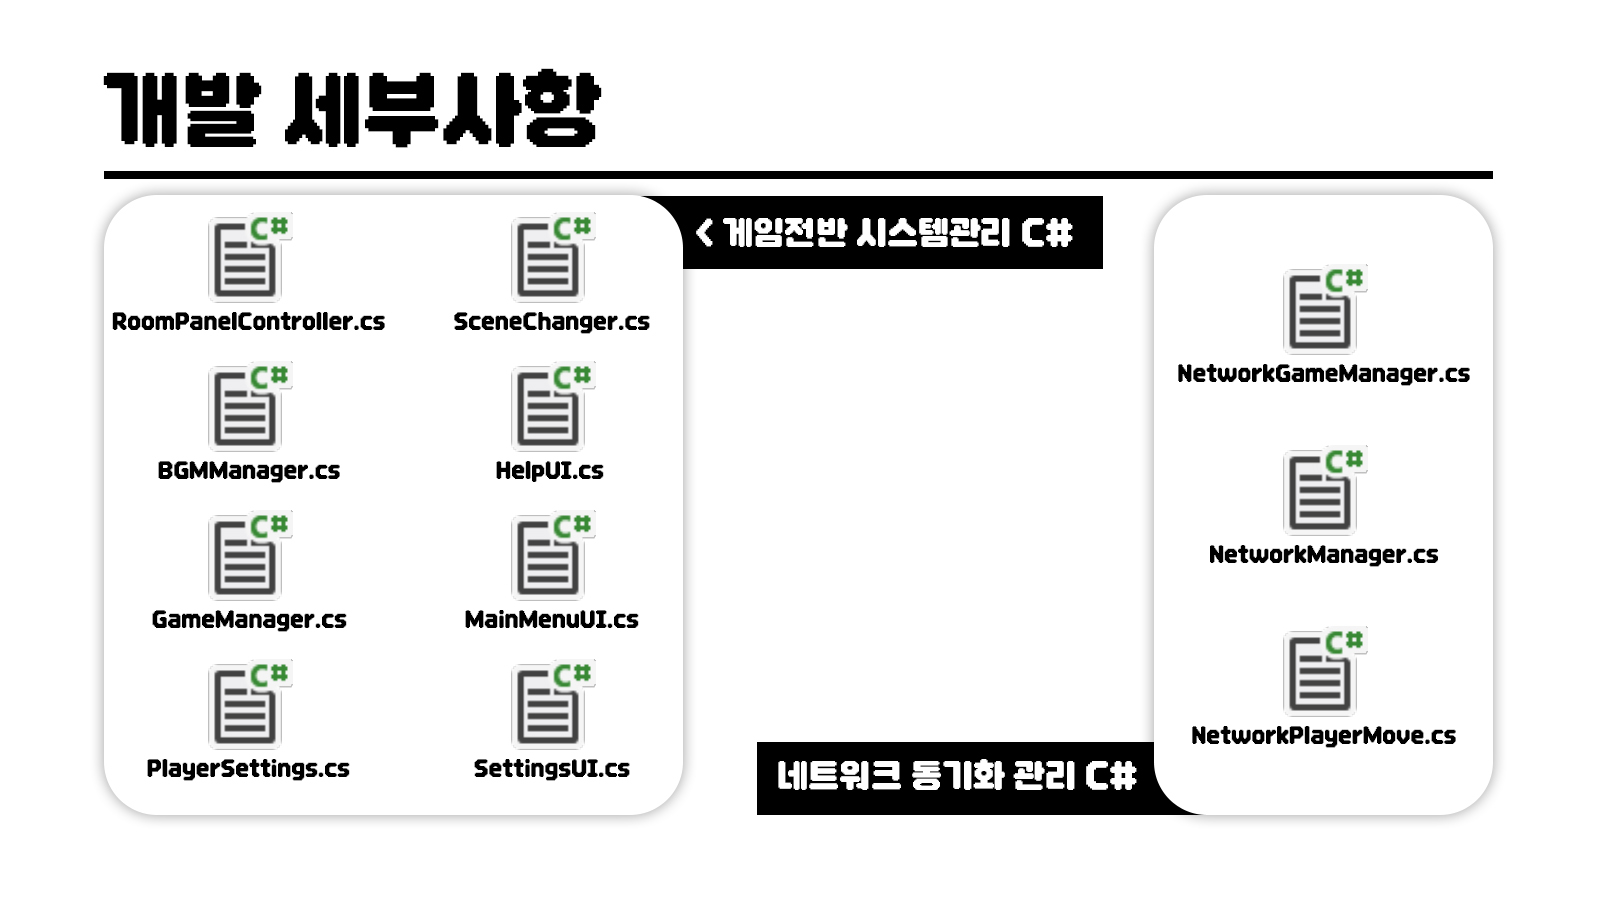 개발 세부사항
< 게임전반 시스템관리 C#
C#
RoomPanelController.cs
C#
SceneChanger.cs
C#
BGMManager.cs
C#
HelpUI.cs
C#
GameManager.cs
C#
MainMenuUI.cs
C#
PlayerSettings.cs
C#
SettingsUI.cs
C#
NetworkGameManager.cs
C#
NetworkManager.cs
C#
NetworkPlayerMove.cs
네트워크 동기화 관리 C#